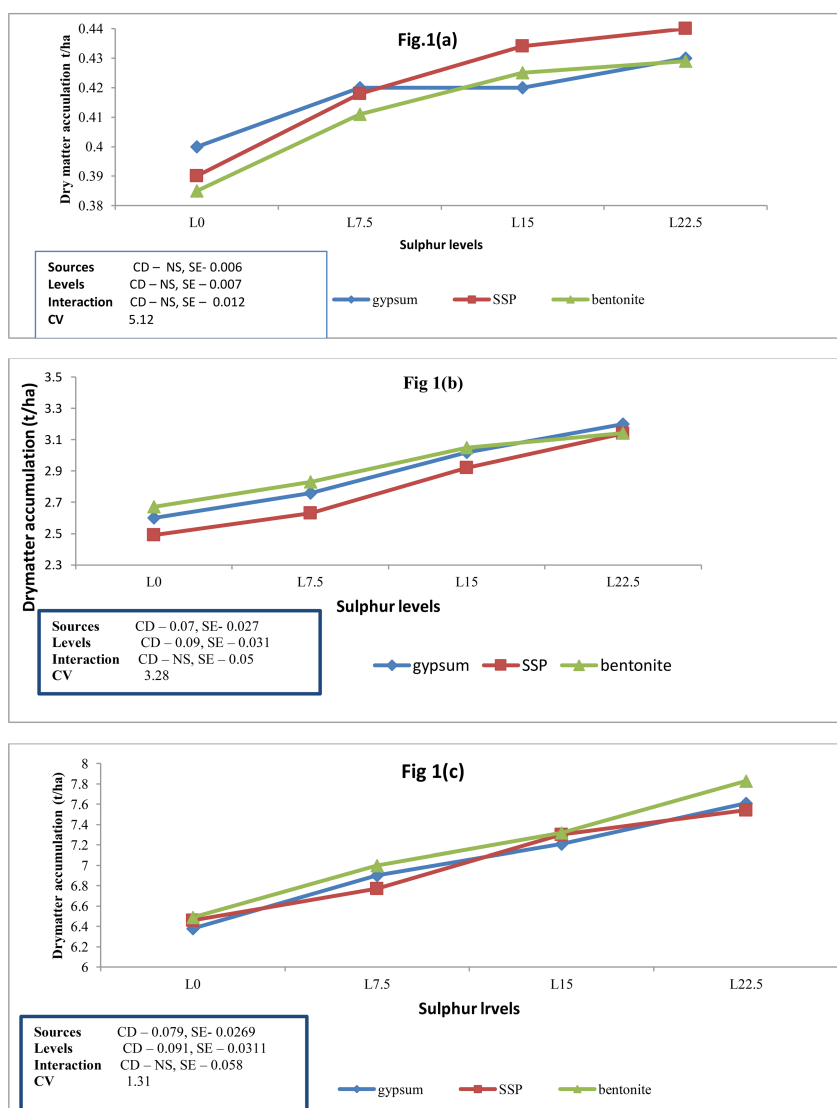 Fig.1(a)
Dry matter accuulation t/ha
0.44
0.43
0.42
0.41
0.4
0.39
0.38
L0 L7.5 L15 L22.5
Sulphur levels
Sources CD – NS, SE- 0.006
Levels CD – NS, SE – 0.007
Interaction CD – NS, SE – 0.012
CV 5.12
gypsum SSP bentonite
Fig 1(b)
Drymatter accumulation (t/ha)
3.5
3.3
3.1
2.9
2.7
2.5
2.3
L0 L7.5 L15 L22.5
Sulphur levels
Sources CD – 0.07, SE- 0.027
Levels CD – 0.09, SE – 0.031
Interaction CD – NS, SE – 0.05
CV 3.28
gypsum SSP bentonite
Fig 1(c)
Drymatter accumulation (t/ha)
8
7.8
7.6
7.4
7.2
7
6.8
6.6
6.4
6.2
6
L0 L7.5 L15 L22.5
Sulphur lrvels
Sources CD – 0.079, SE- 0.0269
Levels CD – 0.091, SE – 0.0311
Interaction CD – NS, SE – 0.058
CV 1.31
gypsum SSP bentonite